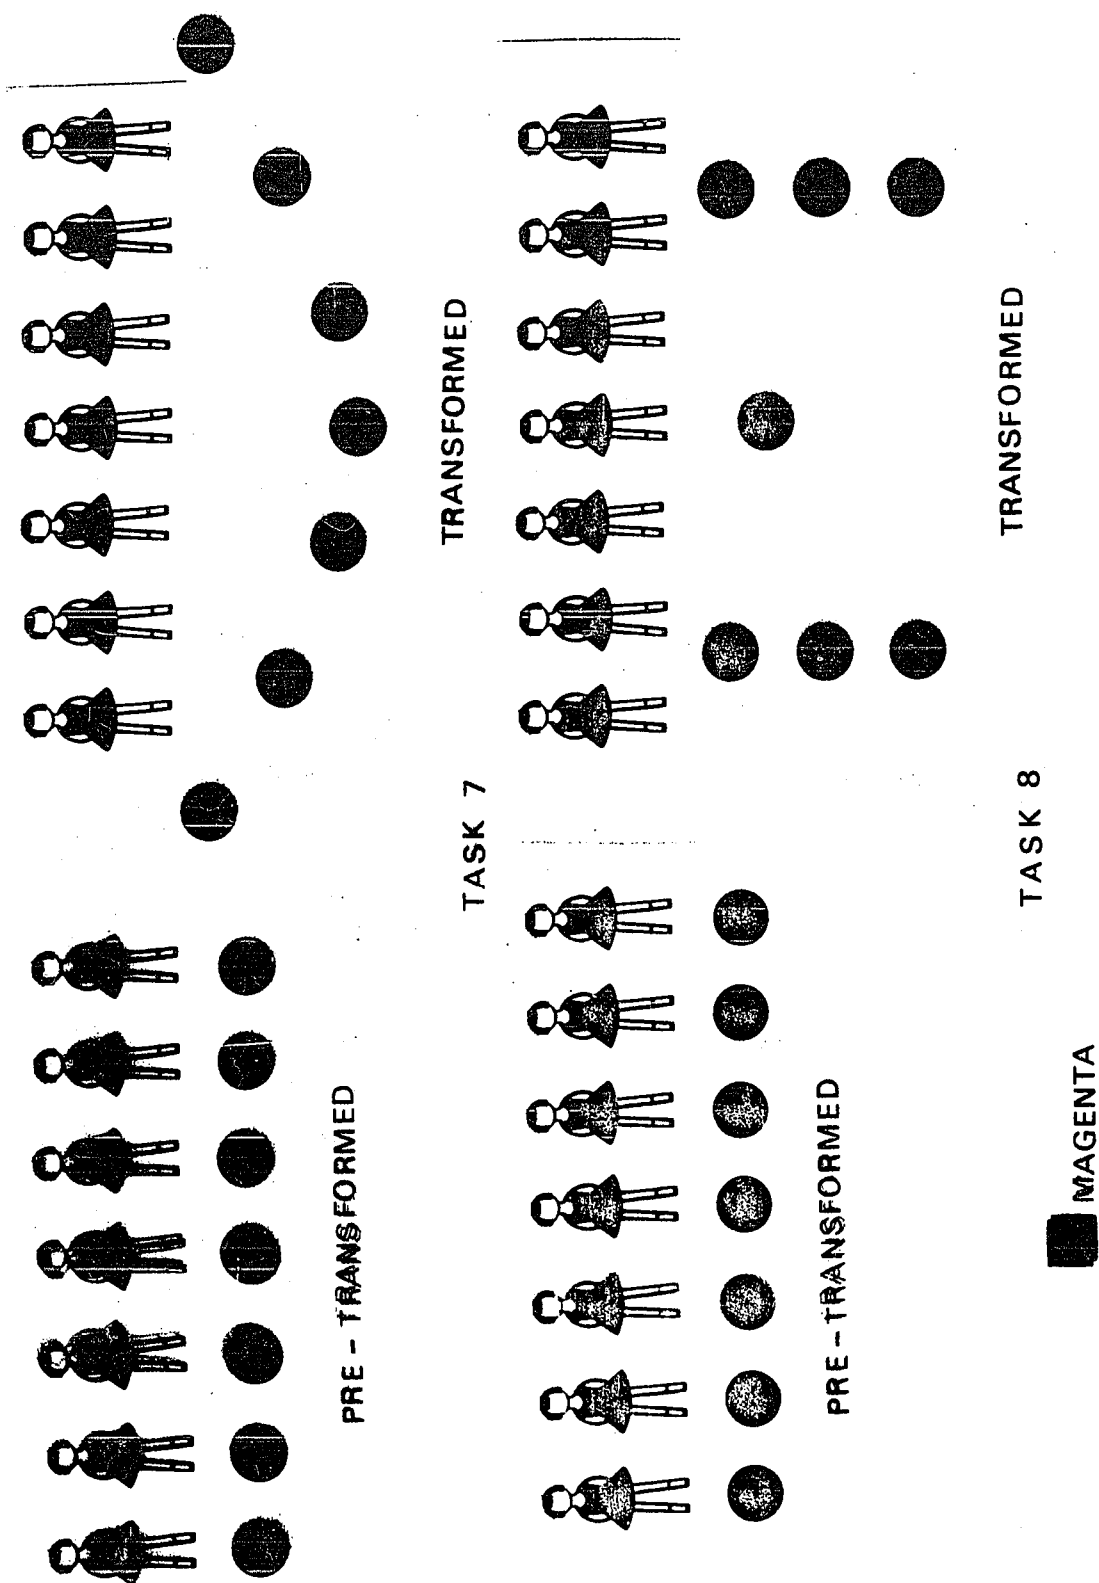 PRE-TRANSFORMED
TRANSFORMED
TASK 7
PRE-TRANSFORMED
TRANSFORMED
TASK 8
MAGENTA